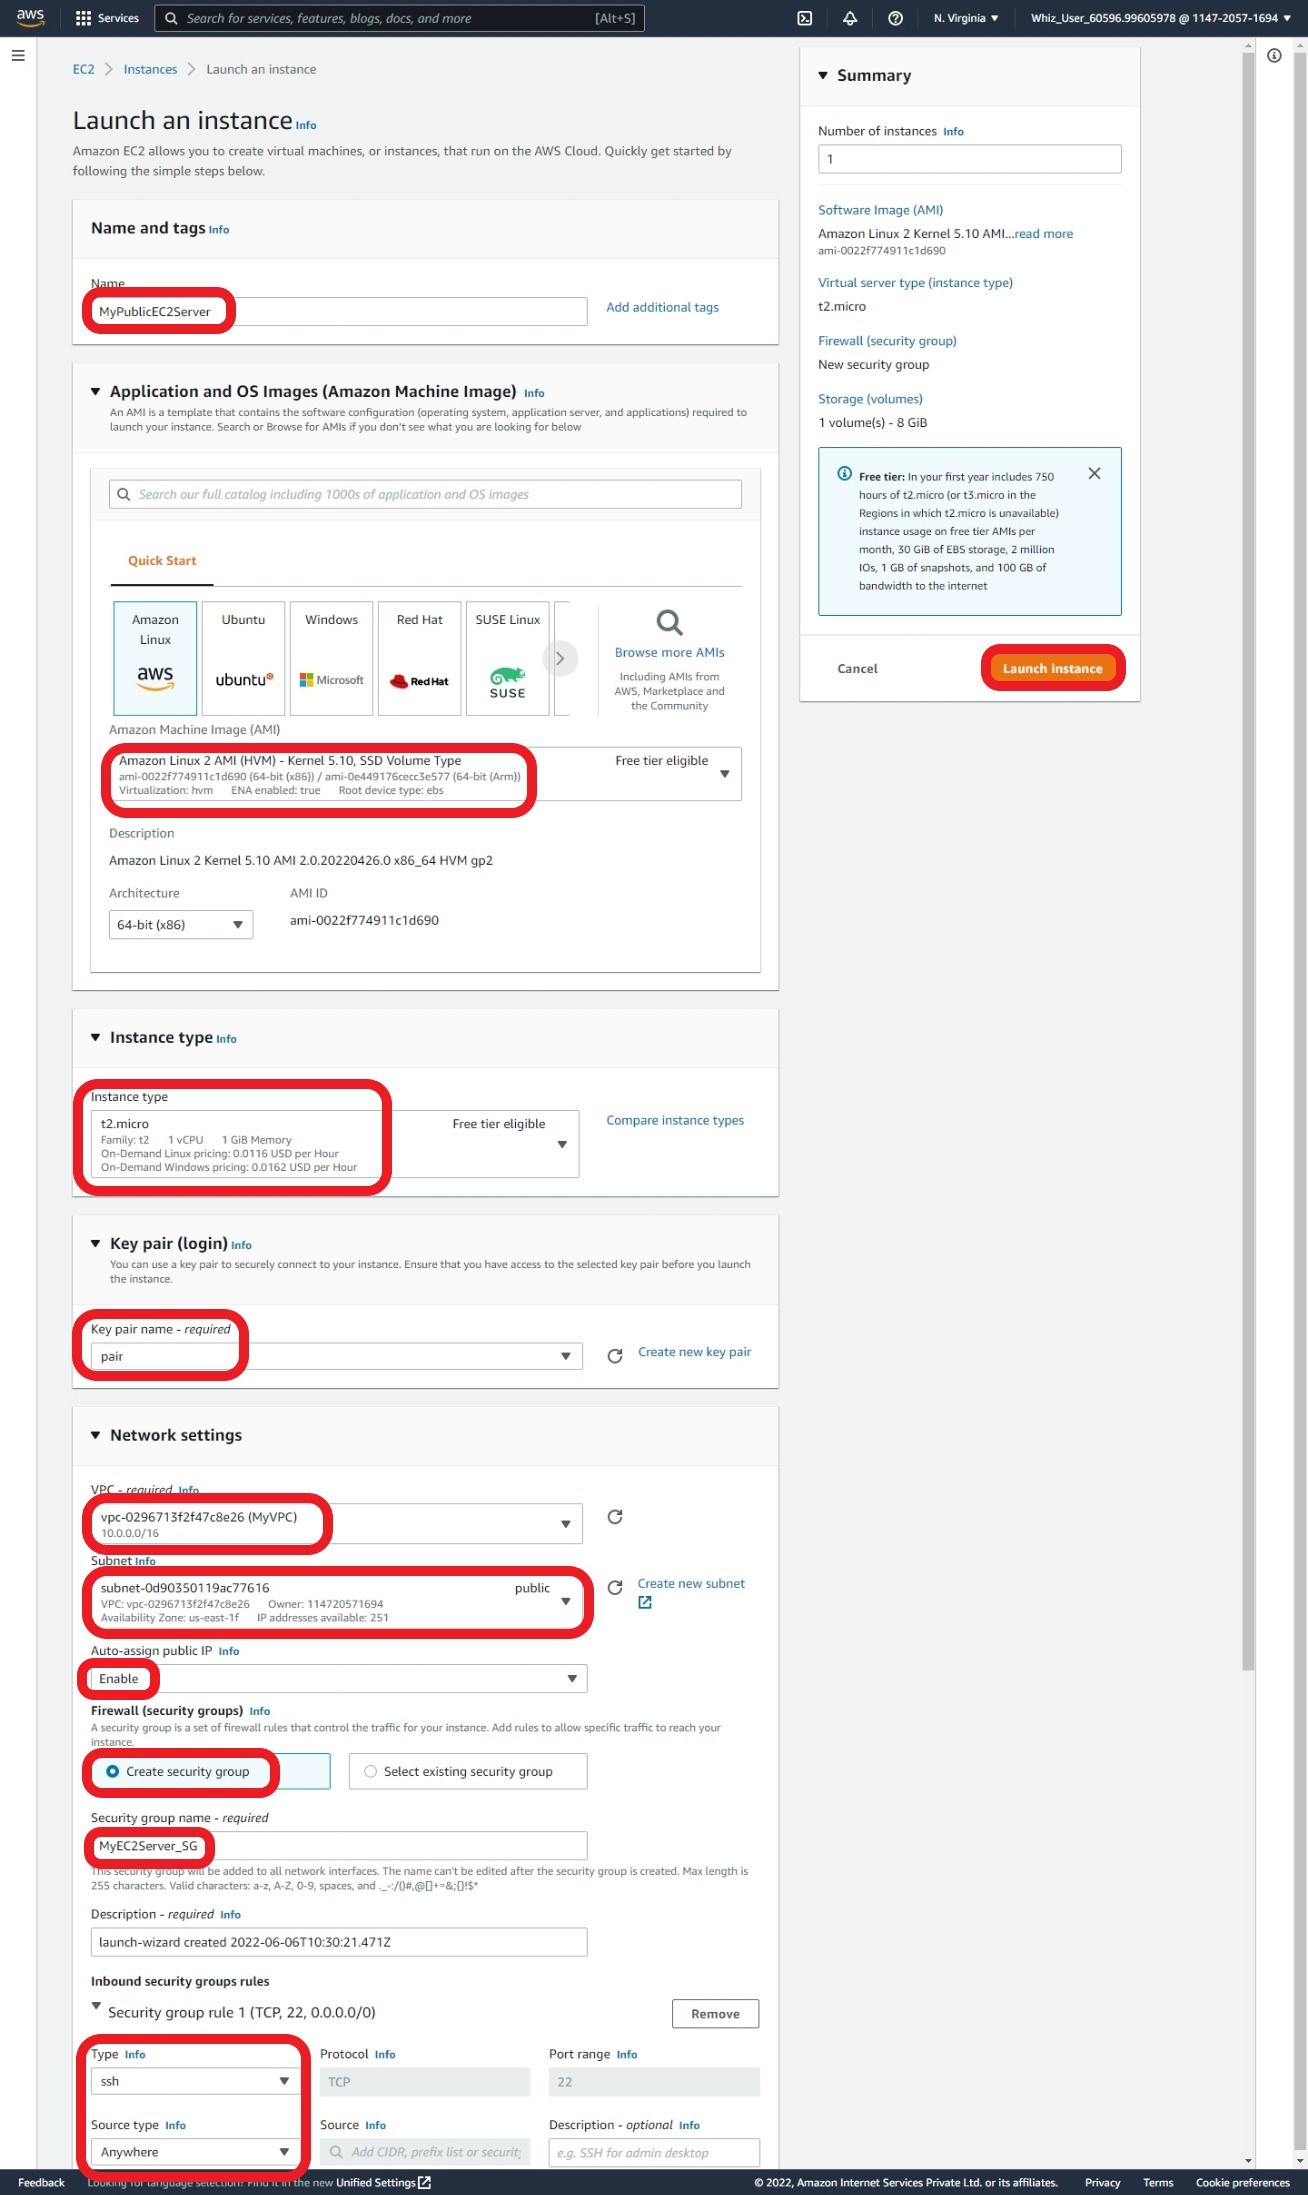 aws
Services
Search for services, features, blogs, docs, and more
[Alt+S]
N. Virginia
Whiz_User_60596.99605978 @ 1147-2057-1694
EC2
Instances
Launch an instance
Launch an instance Info
Amazon EC2 allows you to create virtual machines, or instances, that run on the AWS Cloud. Quickly get started by
following the simple steps below.
Name and tags Info
Name
MyPublicEC2Server
Add additional tags
Application and OS Images (Amazon Machine Image) Info
An AMI is a template that contains the software configuration (operating system, application server, and applications) required to
launch your instance. Search or Browse for AMIs if you don't see what you are looking for below
Search our full catalog including 1000s of application and OS images
Quick Start
Amazon
Linux
aws
Ubuntu
ubuntu
Windows
Microsoft
Red Hat
Red Hat
SUSE Linux
SUSE
Browse more AMIs
Including AMIs from
AWS, Marketplace and
the Community
Amazon Machine Image (AMI)
Amazon Linux 2 AMI (HVM) - Kernel 5.10, SSD Volume Type
Free tier eligible
ami-0022f774911c1d690 (64-bit (x86)) / ami-0e449176cecc3e577 (64-bit (Arm))
Virtualization: hvm ENA enabled: true Root device type: ebs
Description
Amazon Linux 2 Kernel 5.10 AMI 2.0.20220426.0 x86_64 HVM gp2
Architecture
AMI ID
64-bit (x86)
ami-0022f774911c1d690
Instance type Info
Instance type
t2.micro
Free tier eligible
Family: t2 1 vCPU 1 GiB Memory
On-Demand Linux pricing: 0.0116 USD per Hour
On-Demand Windows pricing: 0.0162 USD per Hour
Compare instance types
Key pair (login) Info
You can use a key pair to securely connect to your instance. Ensure that you have access to the selected key pair before you launch
the instance.
Key pair name - required
pair
Create new key pair
Network settings
VPC - required Info
vpc-0296713f2f47c8e26 (MyVPC)
10.0.0.0/16
Subnet Info
subnet-0d90350119ac77616
public
VPC: vpc-0296713f2f47c8e26 Owner: 114720571694
Availability Zone: us-east-1f IP addresses available: 251
Create new subnet
Auto-assign public IP Info
Enable
Firewall (security groups) Info
A security group is a set of firewall rules that control the traffic for your instance. Add rules to allow specific traffic to reach your
instance.
Create security group
Select existing security group
Security group name - required
MyEC2Server_SG
This security group will be added to all network interfaces. The name can't be edited after the security group is created. Max length is
255 characters. Valid characters: a-z, A-Z, 0-9, spaces, and ._-:/()#,@[]+=&;{}!$*
Description - required Info
launch-wizard created 2022-06-06T10:30:21.471Z
Inbound security groups rules
Security group rule 1 (TCP, 22, 0.0.0.0/0)
Remove
Type Info
Protocol Info
Port range Info
ssh
TCP
22
Source type Info
Source Info
Description - optional Info
Anywhere
Add CIDR, prefix list or security
e.g. SSH for admin desktop
Summary
Number of instances Info
1
Software Image (AMI)
Amazon Linux 2 Kernel 5.10 AMI...read more
ami-0022f774911c1d690
Virtual server type (instance type)
t2.micro
Firewall (security group)
New security group
Storage (volumes)
1 volume(s) - 8 GiB
Free tier: In your first year includes 750
hours of t2.micro (or t3.micro in the
Regions in which t2.micro is unavailable)
instance usage on free tier AMIs per
month, 30 GiB of EBS storage, 2 million
IOs, 1 GB of snapshots, and 100 GB of
bandwidth to the internet
Cancel
Launch instance
Feedback
Looking for language selection? Find it in the new Unified Settings
© 2022, Amazon Internet Services Private Ltd. or its affiliates.
Privacy
Terms
Cookie preferences